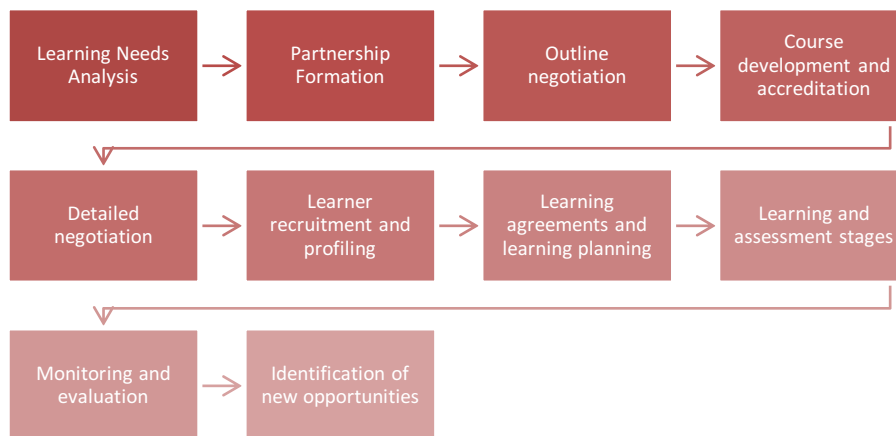 Learning Needs
Analysis
Partnership
Formation
Outline
negotiation
Course
development and
accreditation
Detailed
negotiation
Learner
recruitment and
profiling
Learning
agreements and
learning planning
Learning and
assessment stages
Monitoring and
evaluation
Identification of
new opportunities